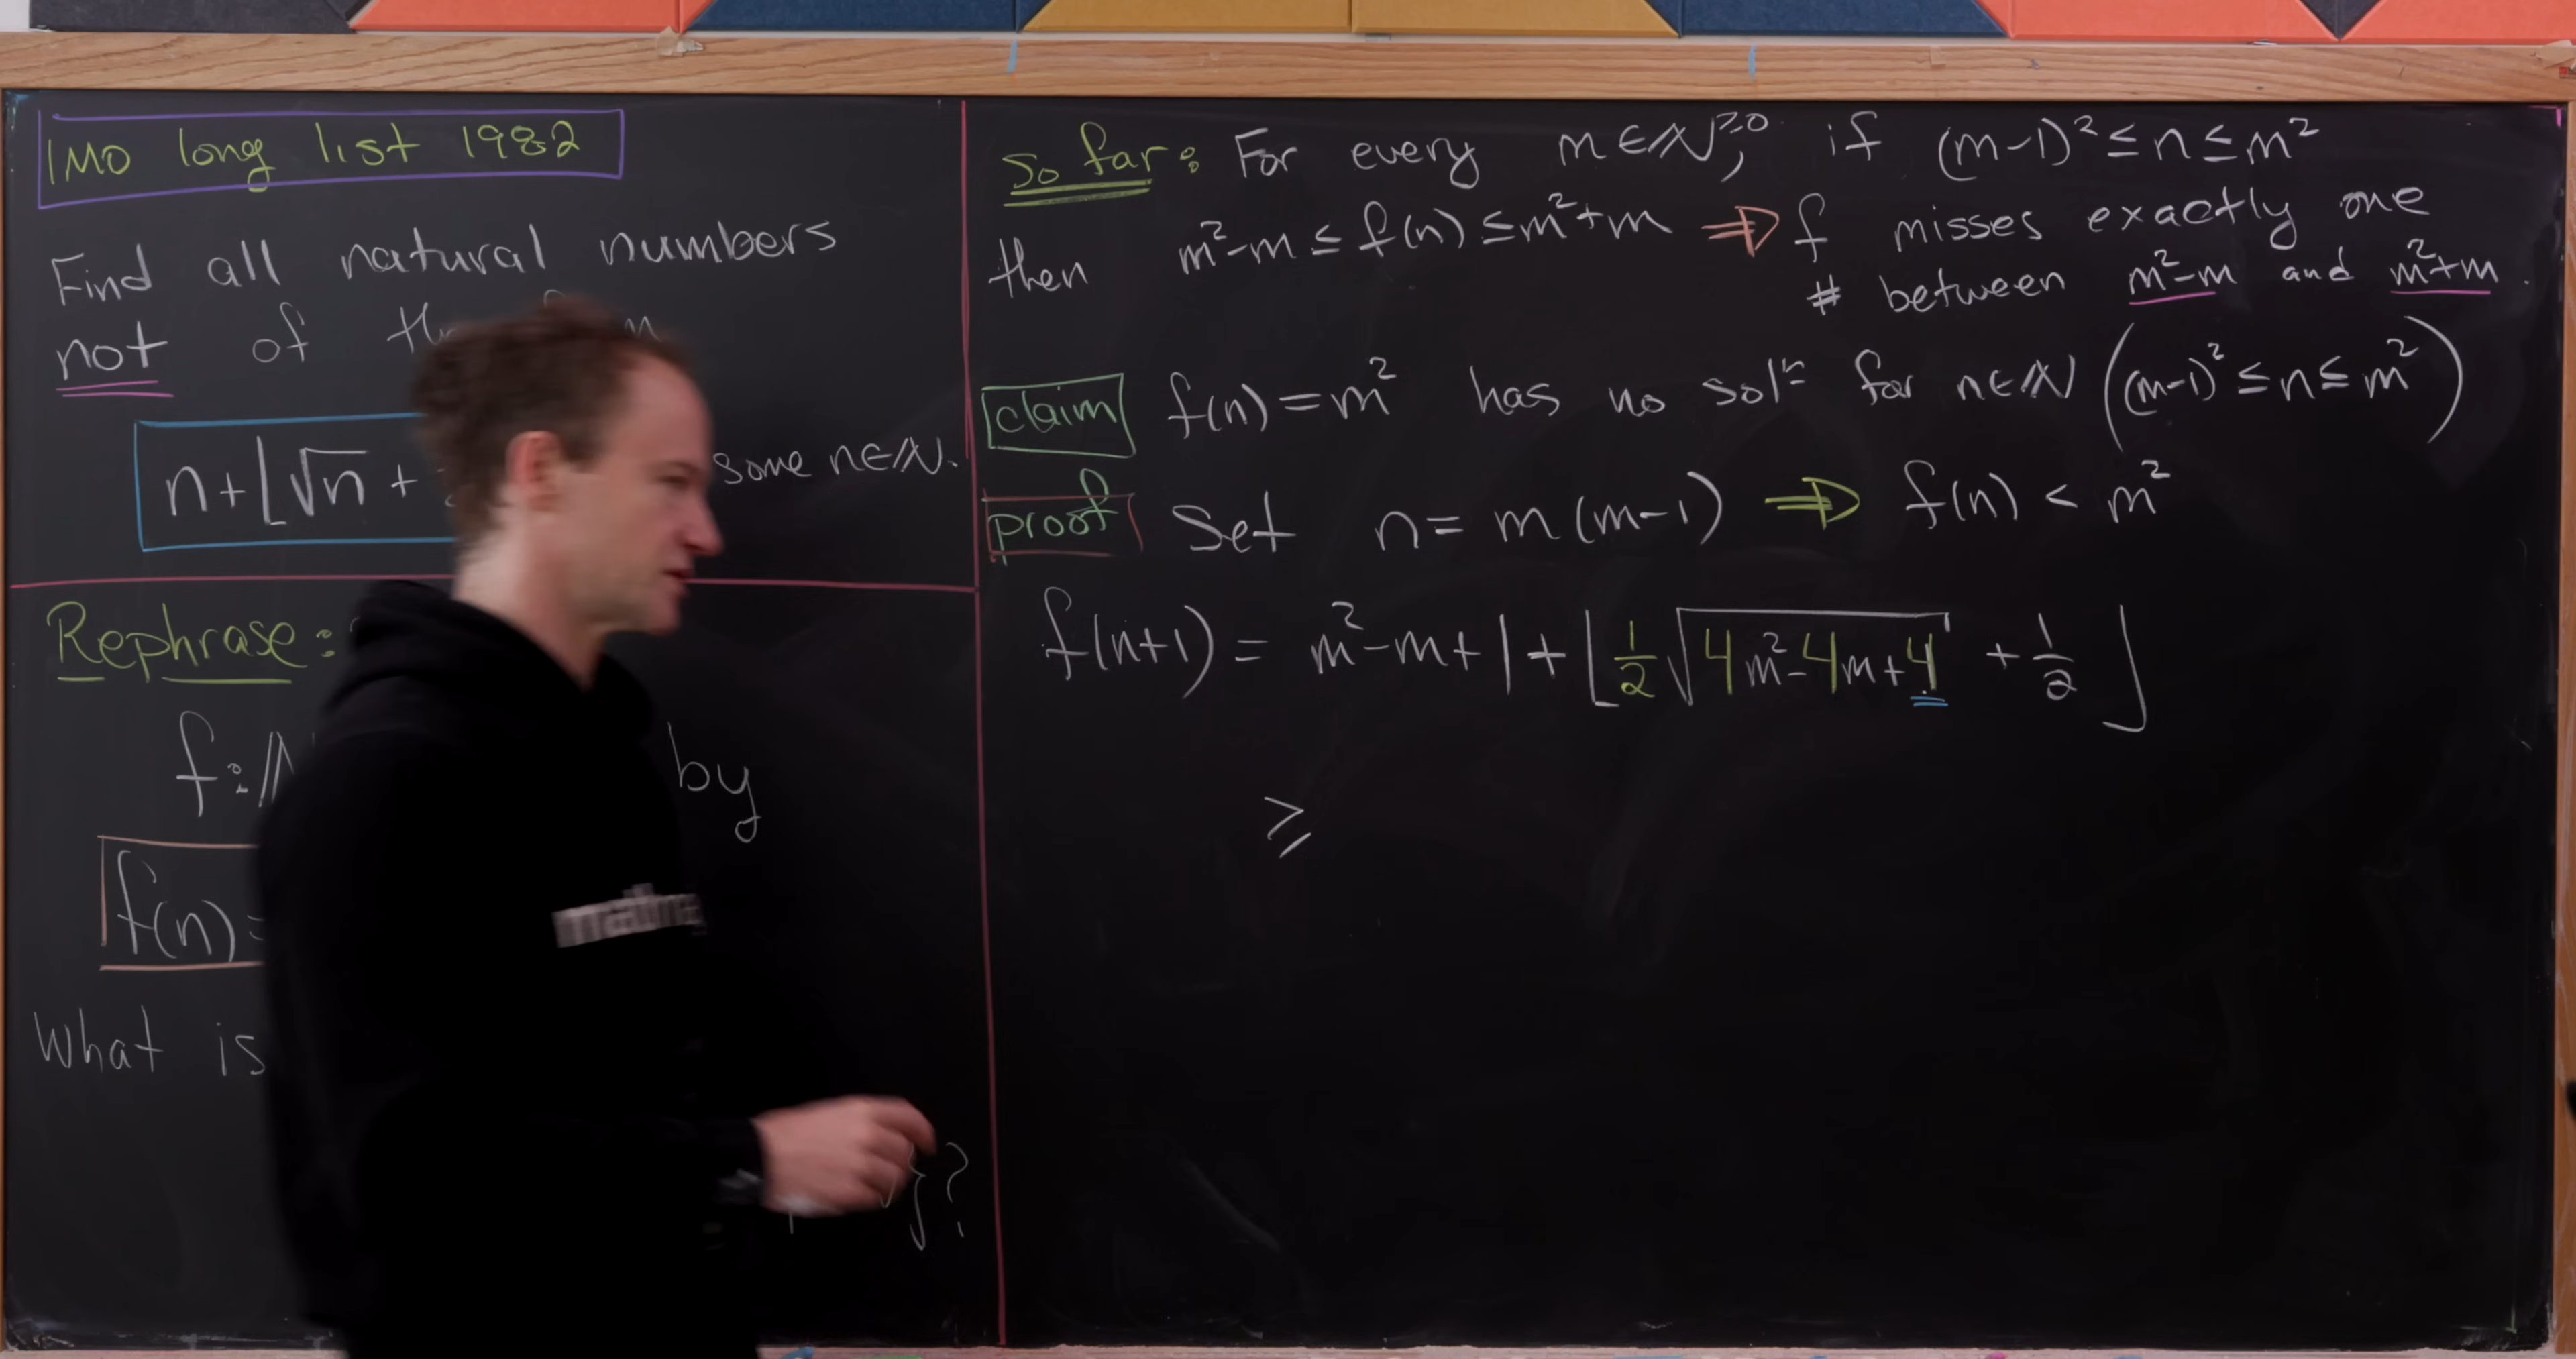 IMO long list 1982
Find all natural numbers
not of
n+⌊√n +
some n∈ℕ.
Rephrase:
f:ℕ by
f(n)=
What is
}?
So far: For every m∈ℕ^{≥0}, if (m-1)² ≤ n ≤ m²
then m²-m ≤ f(n) ≤ m²+m ⇒ f misses exactly one
# between m²-m and m²+m.
claim f(n)=m² has no solⁿ for n∈ℕ ((m-1)² ≤ n ≤ m²)
proof Set n= m(m-1) ⇒ f(n) < m²
f(n+1) = m²-m+1+⌊½√(4m²-4m+4) + ½⌋
≥